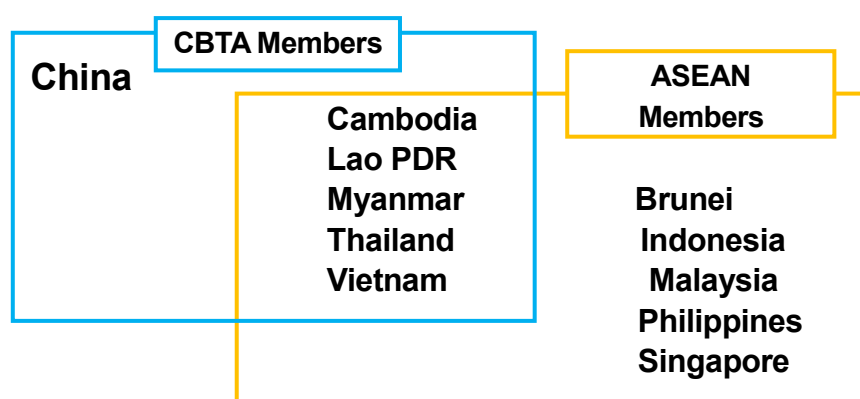 CBTA Members
China
ASEAN
Members
Cambodia
Lao PDR
Myanmar
Thailand
Vietnam
Brunei
Indonesia
Malaysia
Philippines
Singapore